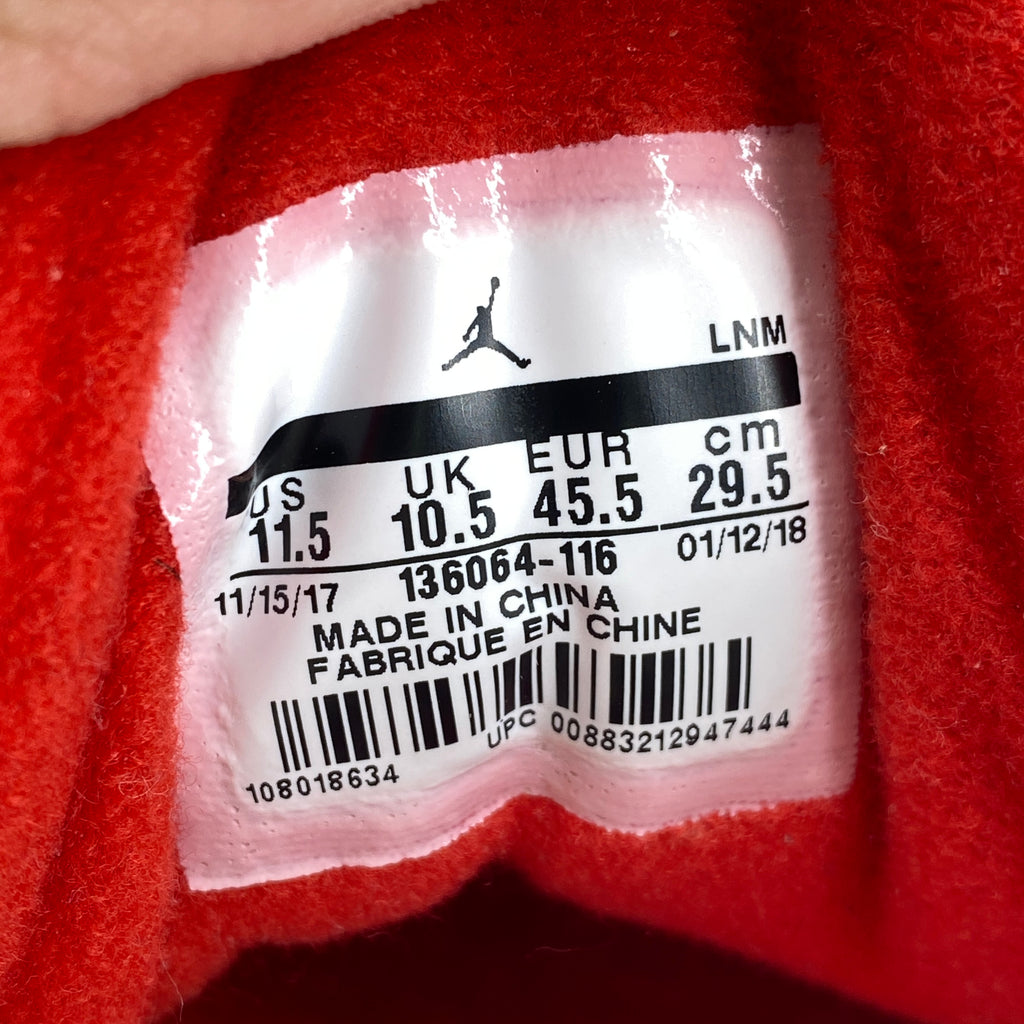 LNM
US UK EUR cm
11.5 10.5 45.5 29.5
11/15/17 136064-116 01/12/18
MADE IN CHINA
FABRIQUE EN CHINE
UPC 00883212947444
108018634